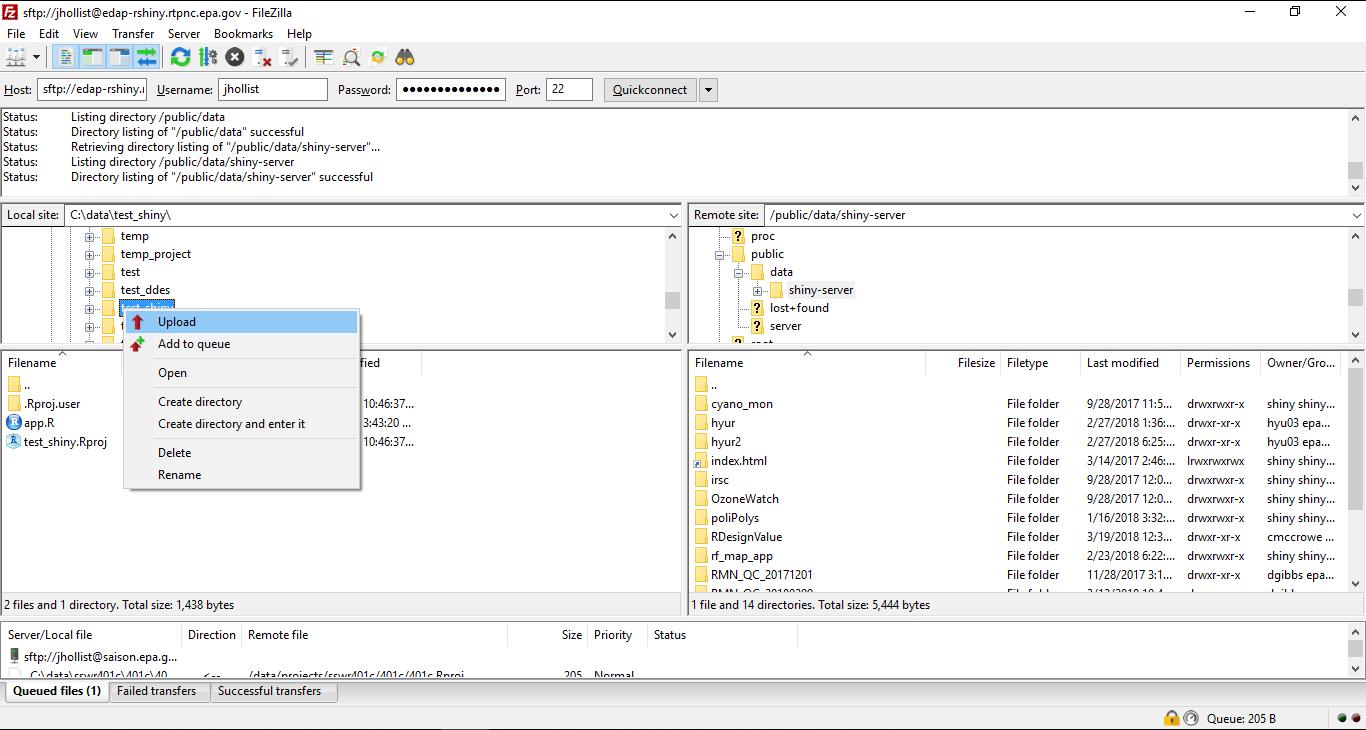 sftp://jhollist@edap-rshiny.rtpnc.epa.gov - FileZilla
File Edit View Transfer Server Bookmarks Help
Host: sftp://edap-rshiny. Username: jhollist Password: ●●●●●●●●●●●●●● Port: 22 Quickconnect
Status: Listing directory /public/data
Status: Directory listing of "/public/data" successful
Status: Retrieving directory listing of "/public/data/shiny-server"...
Status: Listing directory /public/data/shiny-server
Status: Directory listing of "/public/data/shiny-server" successful
Local site: C:\data\test_shiny\
temp
temp_project
test
test_ddes
test_shiny
Upload
Add to queue
Open
Create directory
Create directory and enter it
Delete
Rename
Filename
..
.Rproj.user 10:46:37...
app.R 3:43:20 ...
test_shiny.Rproj 10:46:37...
2 files and 1 directory. Total size: 1,438 bytes
Remote site: /public/data/shiny-server
? proc
public
data
shiny-server
? lost+found
? server
Filename Filesize Filetype Last modified Permissions Owner/Gro...
..
cyano_mon File folder 9/28/2017 11:5... drwxrwxr-x shiny shiny...
hyur File folder 2/27/2018 1:36:... drwxr-xr-x hyu03 epa...
hyur2 File folder 2/27/2018 6:25:... drwxr-xr-x hyu03 epa...
index.html File folder 3/14/2017 2:46:... lrwxrwxrwx shiny shiny...
irsc File folder 9/28/2017 12:0... drwxrwxr-x shiny shiny...
OzoneWatch File folder 9/28/2017 12:0... drwxrwxr-x shiny shiny...
poliPolys File folder 1/16/2018 3:32:... drwxrwxr-x shiny shiny...
RDesignValue File folder 3/19/2018 12:3... drwxr-xr-x cmccrowe ...
rf_map_app File folder 2/23/2018 6:22:... drwxrwxr-x shiny shiny...
RMN_QC_20171201 File folder 11/28/2017 3:1... drwxr-xr-x dgibbs epa...
1 file and 14 directories. Total size: 5,444 bytes
Server/Local file Direction Remote file Size Priority Status
sftp://jhollist@saison.epa.g...
C:\data\sswr401c\401c\40... <-- /data/projects/sswr401c/401c/401c.Rproj 205 Normal
Queued files (1) Failed transfers Successful transfers
Queue: 205 B